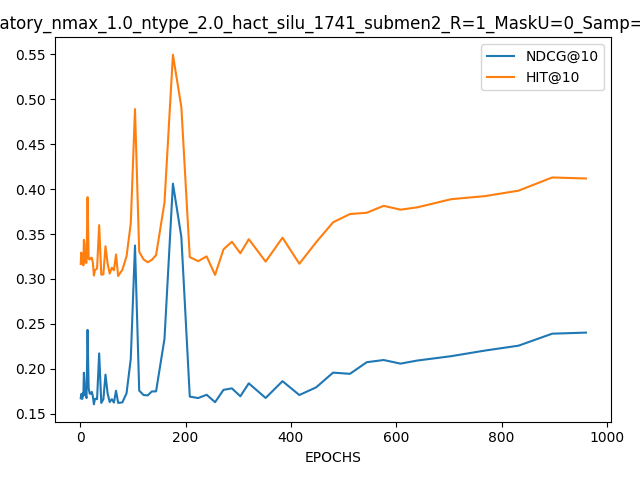 atory_nmax_1.0_ntype_2.0_hact_silu_1741_submen2_R=1_MaskU=0_Samp=
NDCG@10
HIT@10
0.55
0.50
0.45
0.40
0.35
0.30
0.25
0.20
0.15
0 200 400 600 800 1000
EPOCHS